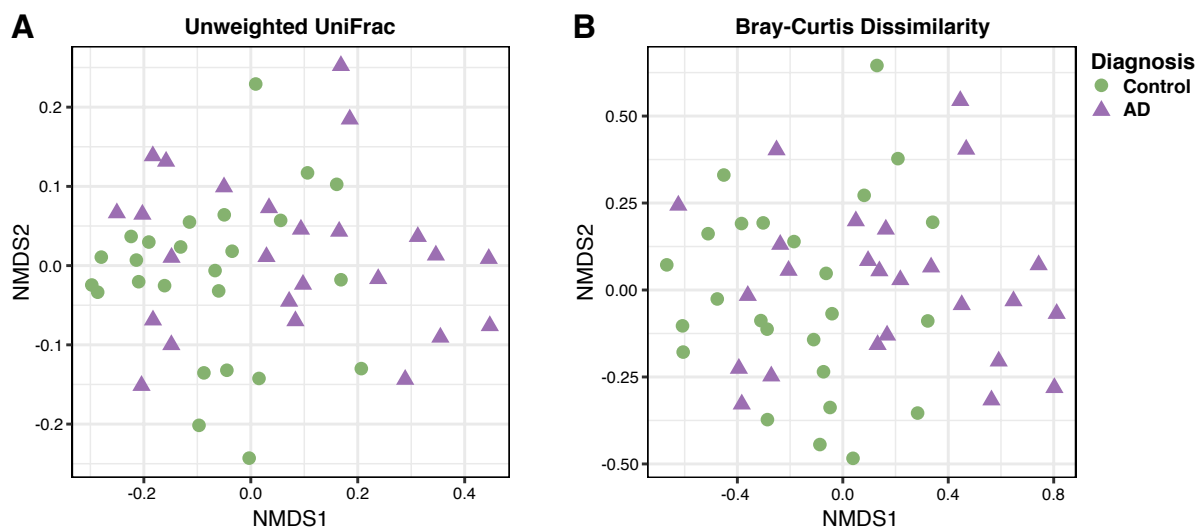 A
Unweighted UniFrac
NMDS2
0.2
0.1
0.0
-0.1
-0.2
-0.2
0.0
0.2
0.4
NMDS1
B
Bray-Curtis Dissimilarity
NMDS2
0.50
0.25
0.00
-0.25
-0.50
-0.4
0.0
0.4
0.8
NMDS1
Diagnosis
Control
AD